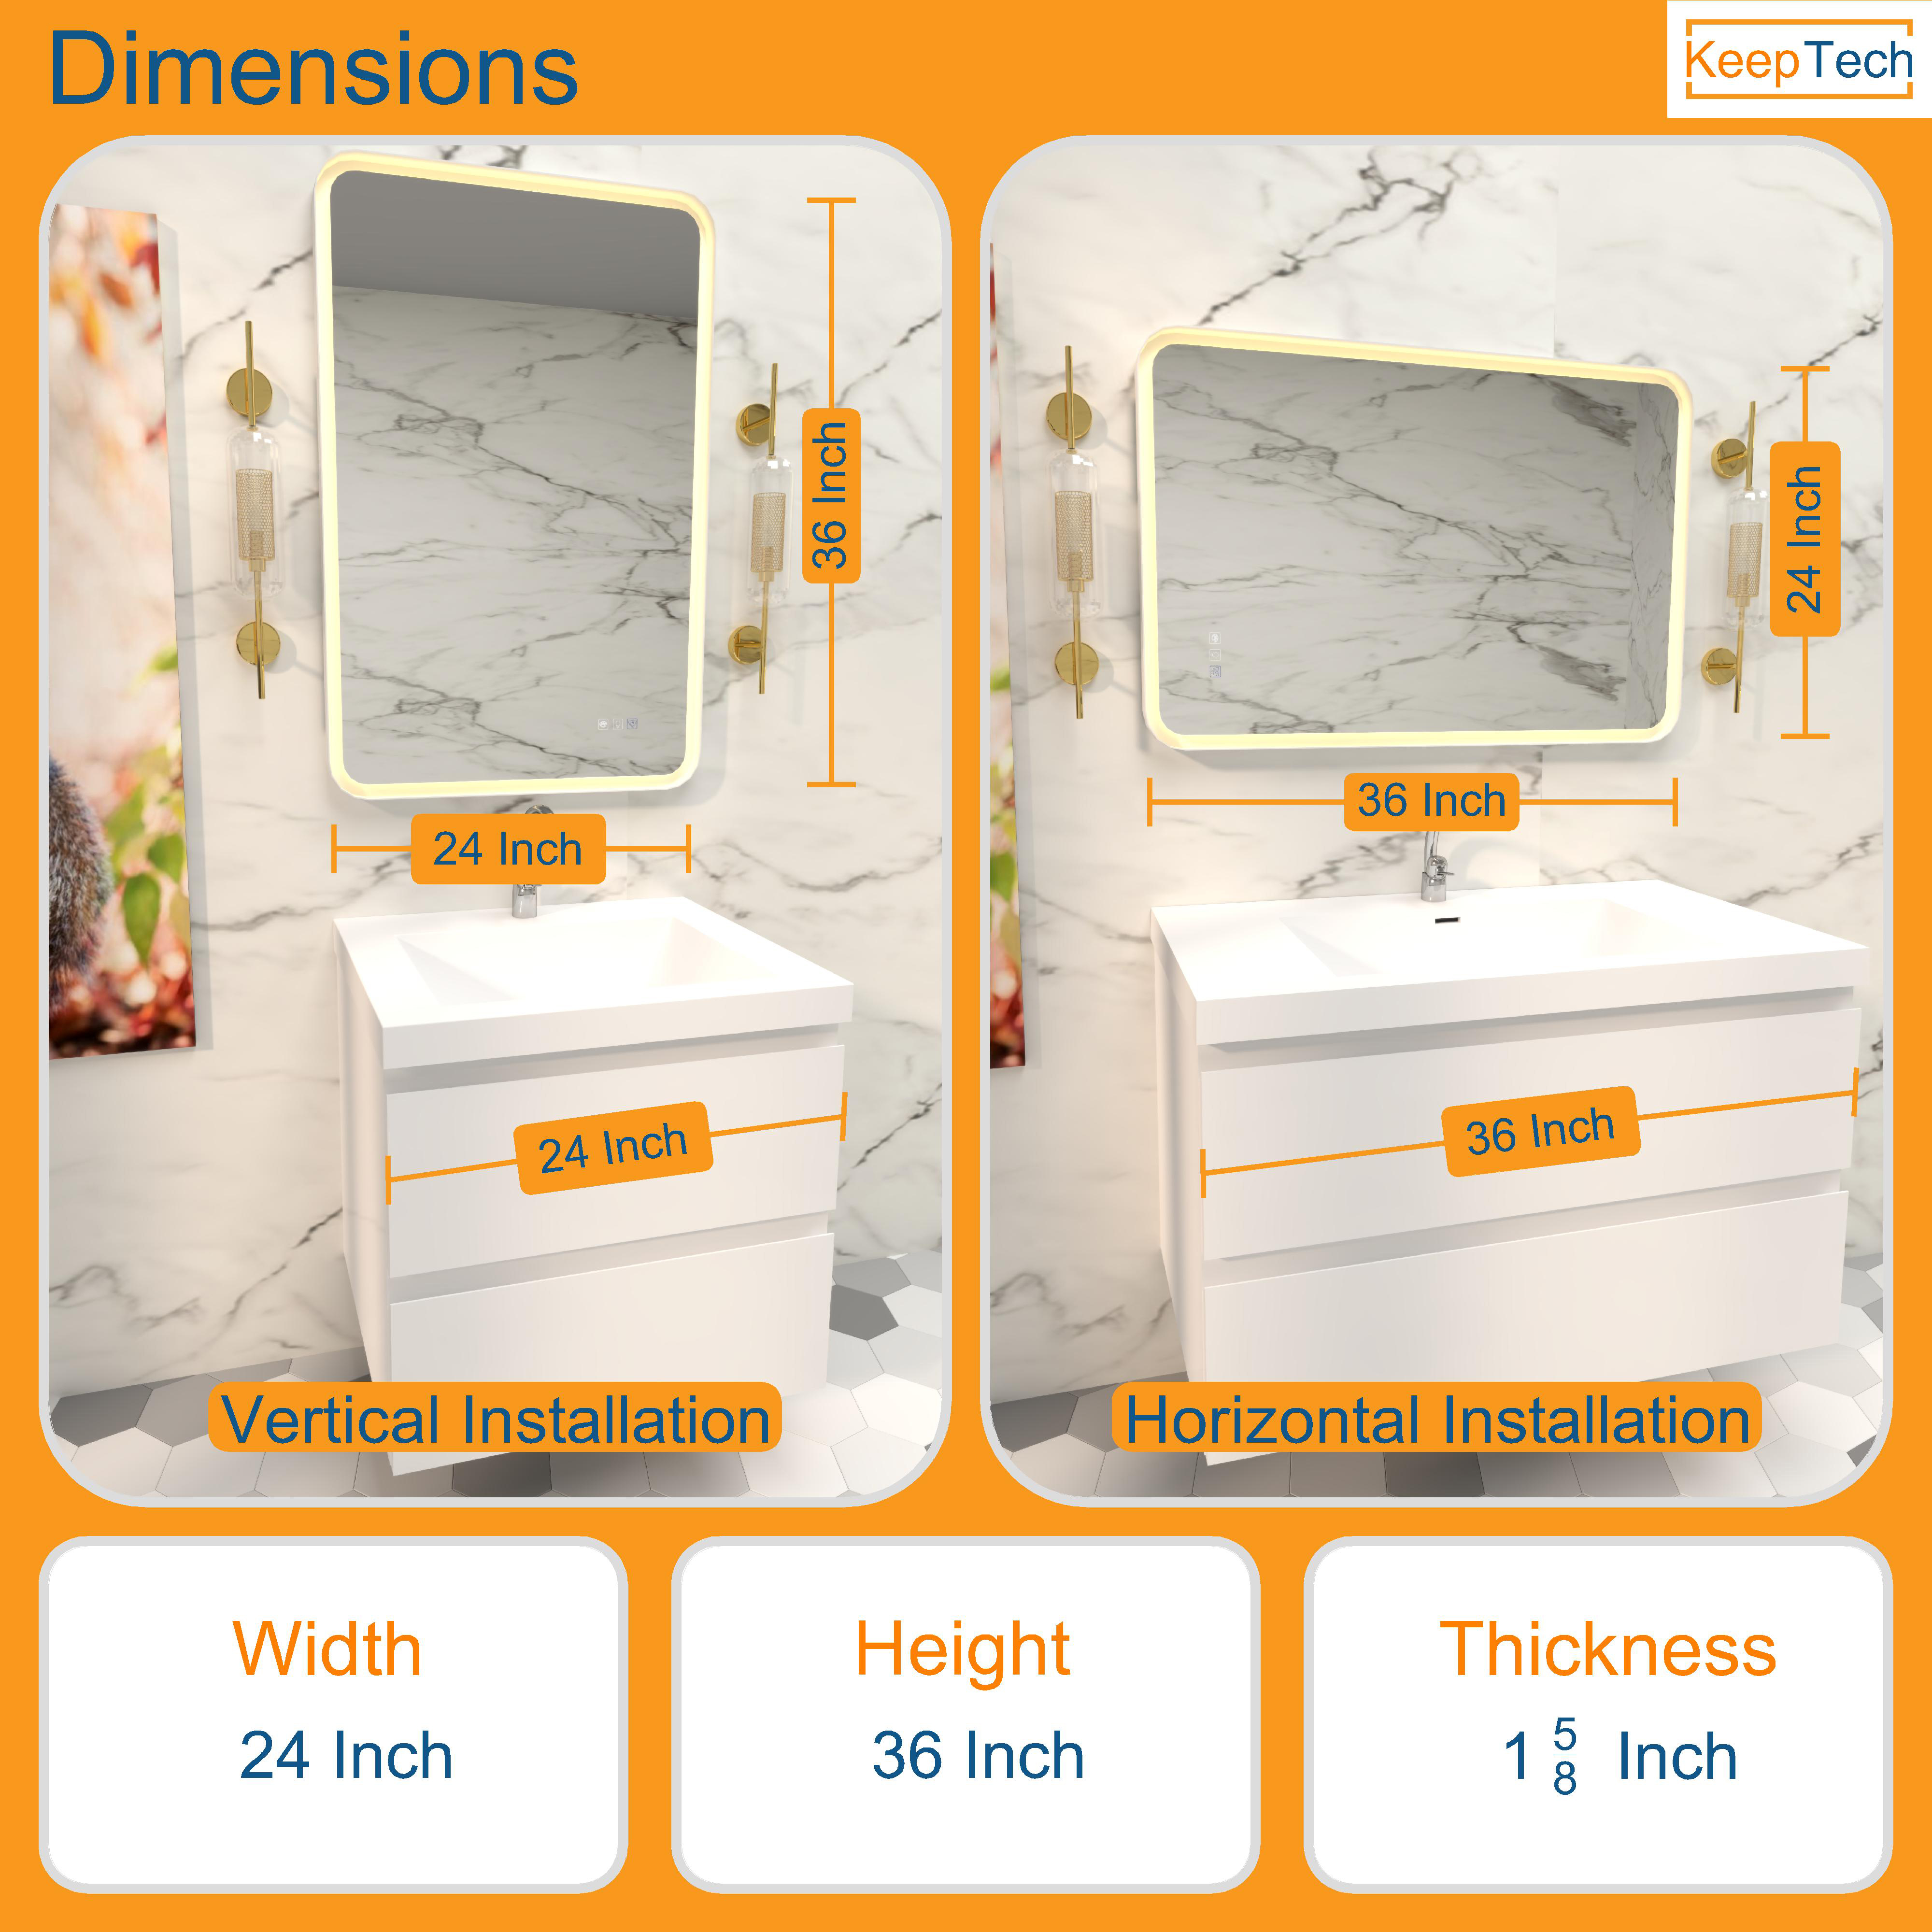 Dimensions
KeepTech
36 Inch
24 Inch
24 Inch
Vertical Installation
24 Inch
36 Inch
36 Inch
Horizontal Installation
Width
24 Inch
Height
36 Inch
Thickness
1 5/8 Inch